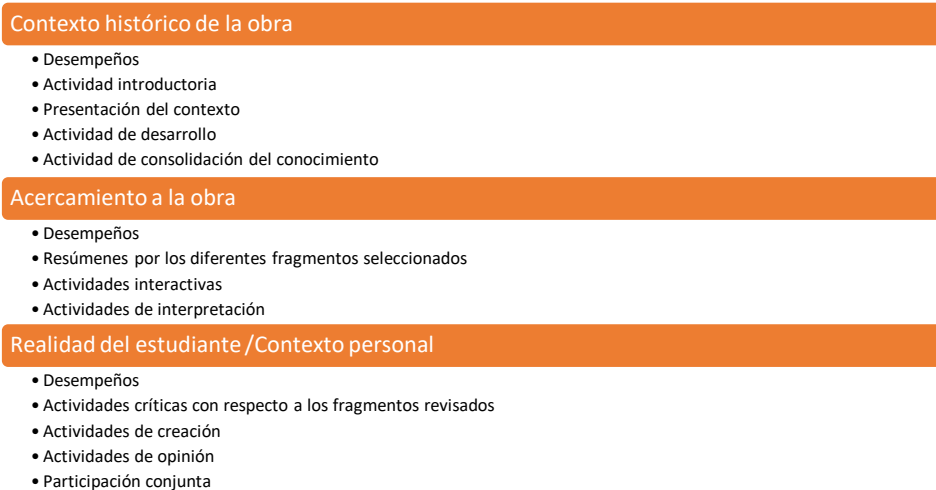 Contexto histórico de la obra
• Desempeños
• Actividad introductoria
• Presentación del contexto
• Actividad de desarrollo
• Actividad de consolidación del conocimiento
Acercamiento a la obra
• Desempeños
• Resúmenes por los diferentes fragmentos seleccionados
• Actividades interactivas
• Actividades de interpretación
Realidad del estudiante /Contexto personal
• Desempeños
• Actividades críticas con respecto a los fragmentos revisados
• Actividades de creación
• Actividades de opinión
• Participación conjunta